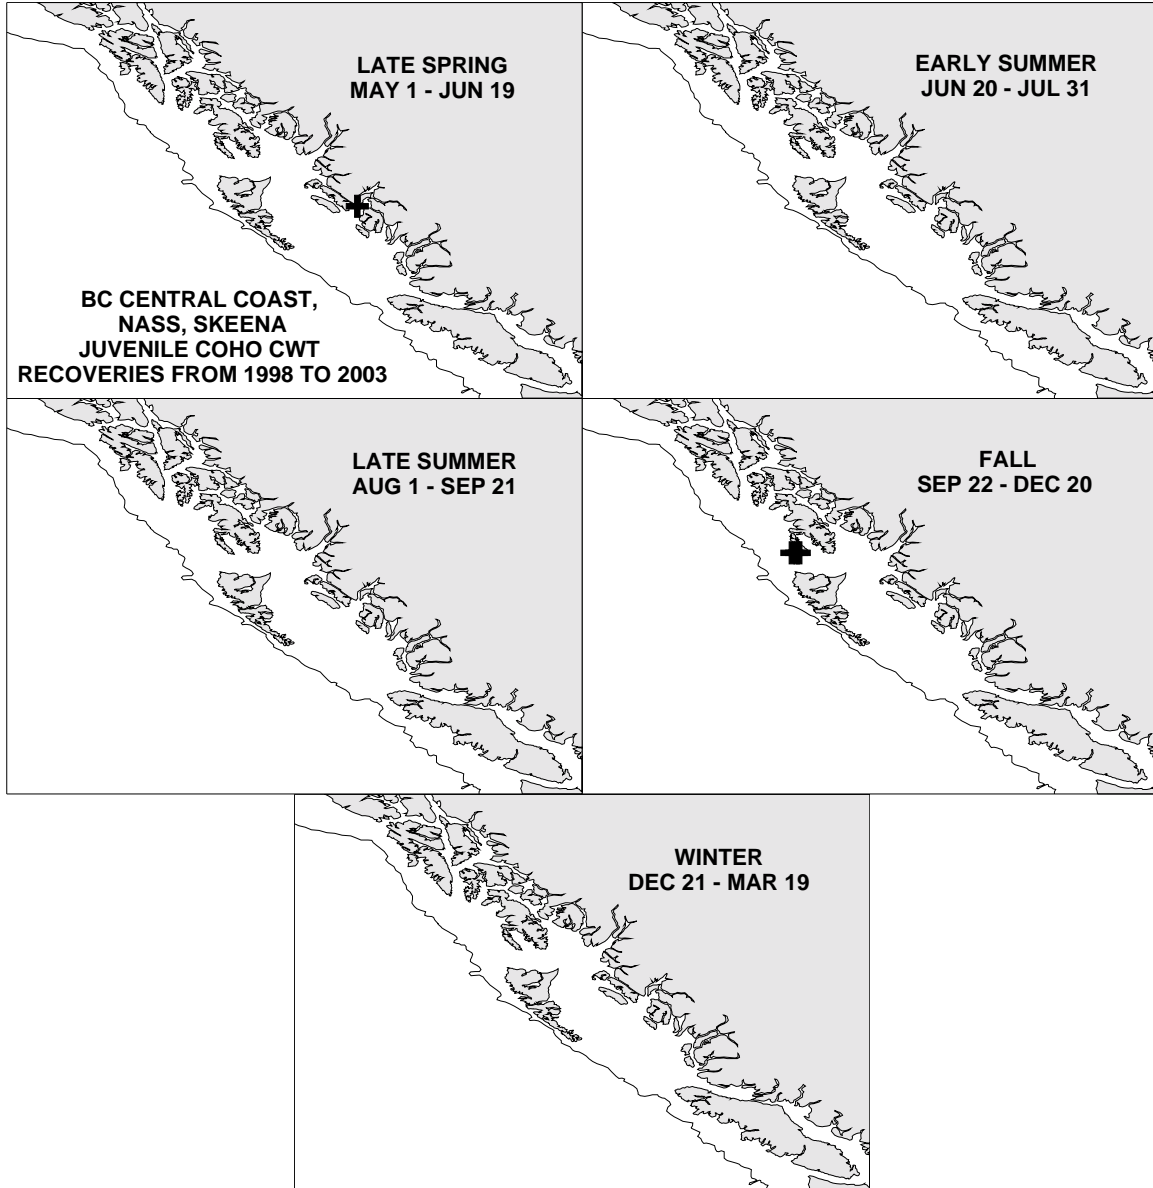 LATE SPRING
MAY 1 - JUN 19
BC CENTRAL COAST,
NASS, SKEENA
JUVENILE COHO CWT
RECOVERIES FROM 1998 TO 2003
EARLY SUMMER
JUN 20 - JUL 31
LATE SUMMER
AUG 1 - SEP 21
FALL
SEP 22 - DEC 20
WINTER
DEC 21 - MAR 19